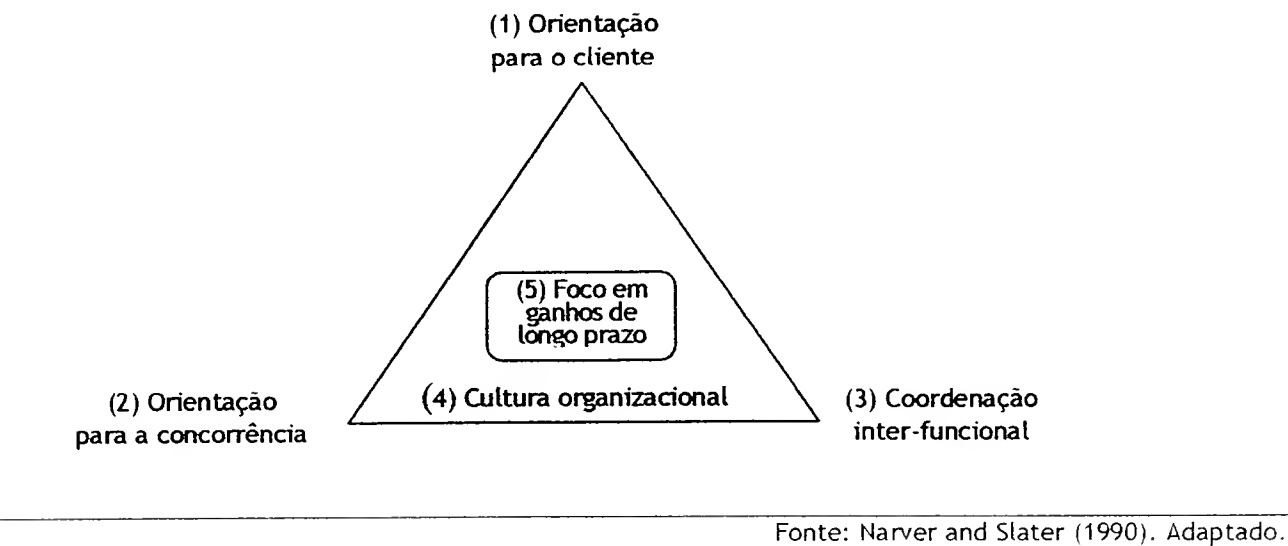 (1) Orientação
para o cliente
(5) Foco em
ganhos de
longo prazo
(4) Cultura organizacional
(2) Orientação
para a concorrência
(3) Coordenação
inter-funcional
Fonte: Narver and Slater (1990). Adaptado.